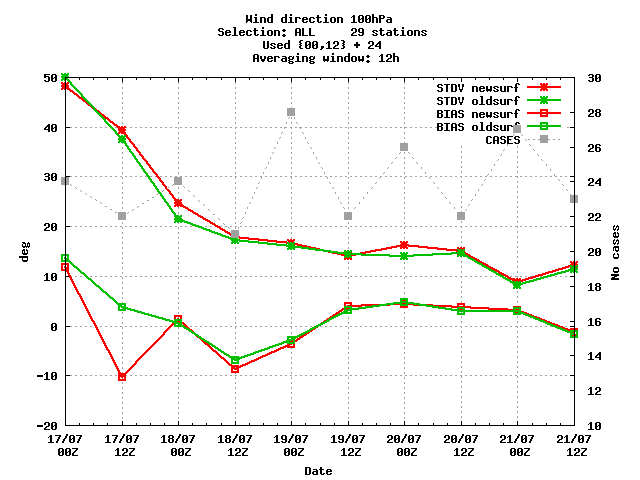 Wind direction 100hPa
Selection: ALL 29 stations
Used {00,12} + 24
Averaging window: 12h
STDV newsurf
STDV oldsurf
BIAS newsurf
BIAS oldsurf
CASES
50
40
30
20
10
0
-10
-20
deg
30
28
26
24
22
20
18
16
14
12
10
No cases
17/07 17/07 18/07 18/07 19/07 19/07 20/07 20/07 21/07 21/07
00Z 12Z 00Z 12Z 00Z 12Z 00Z 12Z 00Z 12Z
Date